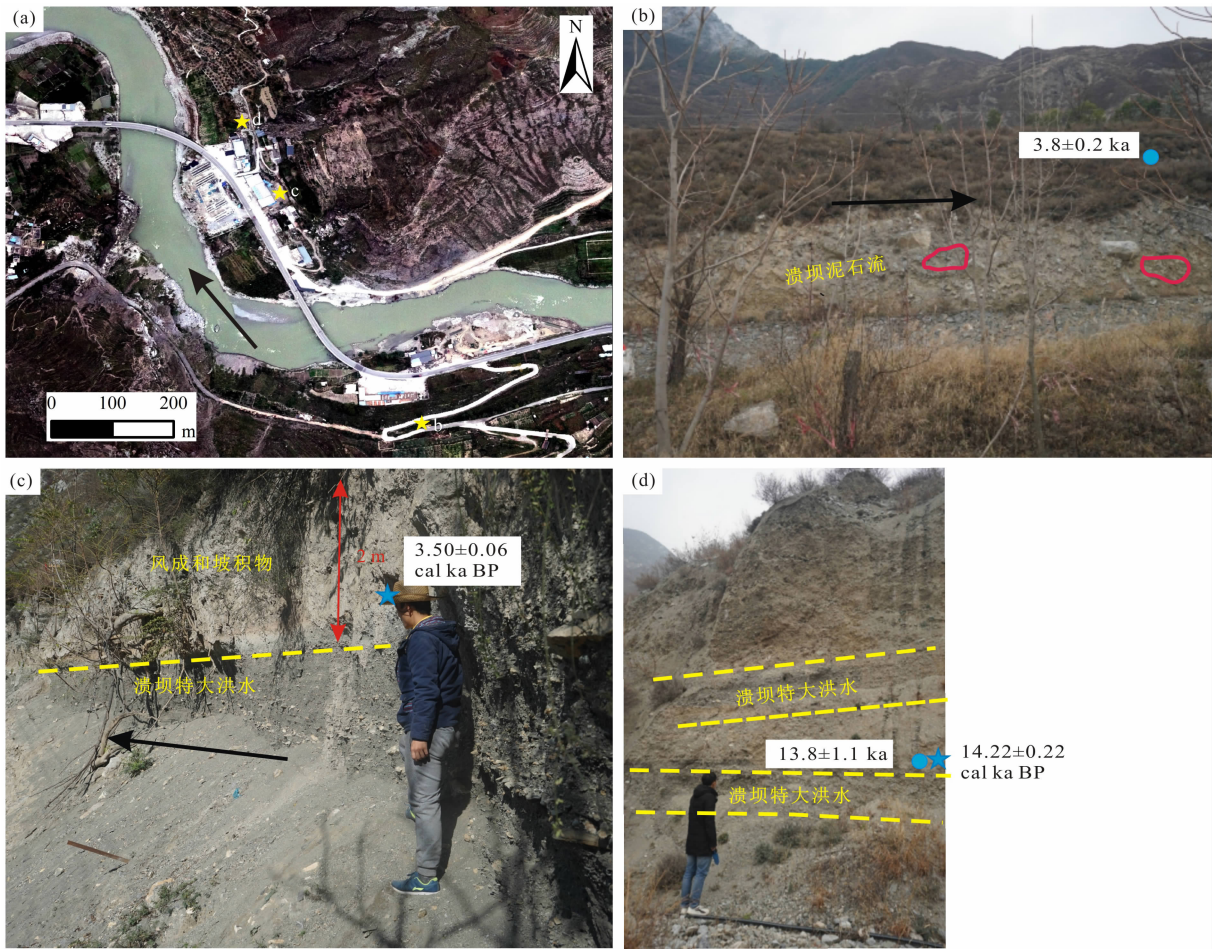 (a)
N
d
c
b
0 100 200
m
(b)
3.8±0.2 ka
溃坝泥石流
(c)
风成和坡积物
2 m
3.50±0.06
cal ka BP
溃坝特大洪水
(d)
溃坝特大洪水
13.8±1.1 ka
14.22±0.22
cal ka BP
溃坝特大洪水